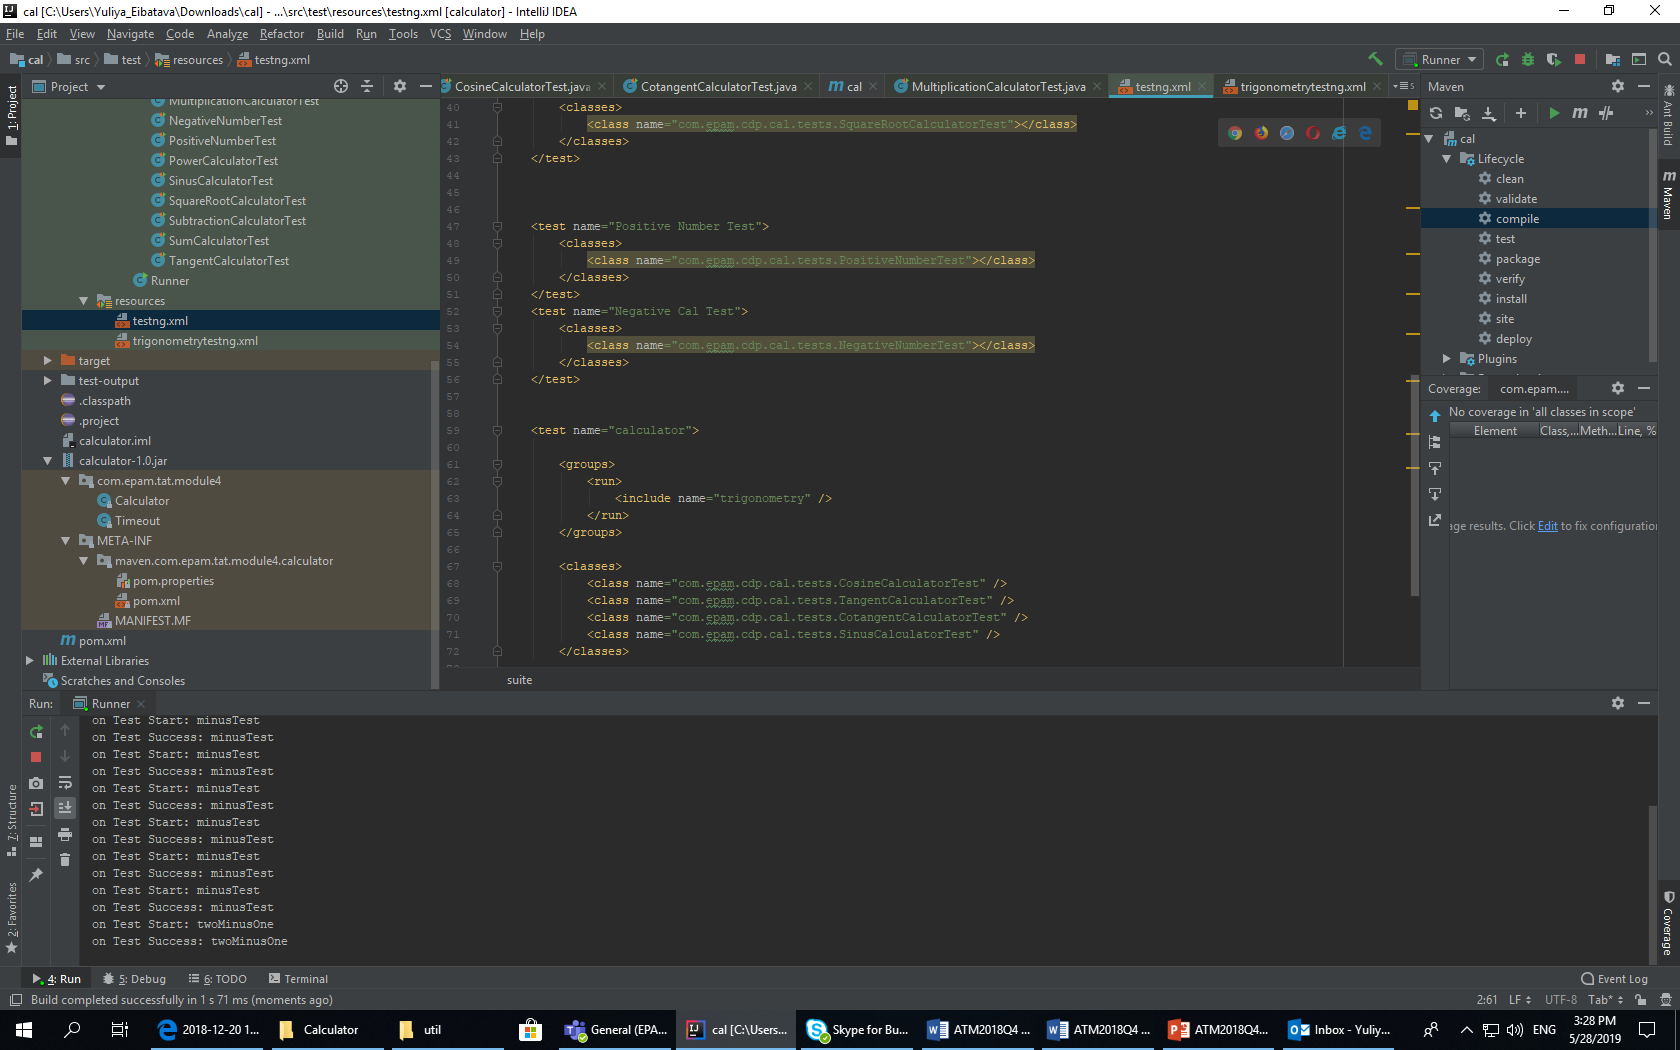 cal [C:\Users\Yuliya_Eibatava\Downloads\cal] - ...\src\test\resources\testng.xml [calculator] - IntelliJ IDEA
File Edit View Navigate Code Analyze Refactor Build Run Tools VCS Window Help
cal src test resources testng.xml
Runner
1: Project
Project
MultiplicationCalculatorTest
NegativeNumberTest
PositiveNumberTest
PowerCalculatorTest
SinusCalculatorTest
SquareRootCalculatorTest
SubtractionCalculatorTest
SumCalculatorTest
TangentCalculatorTest
Runner
resources
testng.xml
trigonometrytestng.xml
target
test-output
.classpath
.project
calculator.iml
calculator-1.0.jar
com.epam.tat.module4
Calculator
Timeout
META-INF
maven.com.epam.tat.module4.calculator
pom.properties
pom.xml
MANIFEST.MF
pom.xml
External Libraries
Scratches and Consoles
CosineCalculatorTest.java CotangentCalculatorTest.java cal MultiplicationCalculatorTest.java testng.xml trigonometrytestng.xml 5
40 <classes>
41 <class name="com.epam.cdp.cal.tests.SquareRootCalculatorTest"></class>
42 </classes>
43 </test>
44
45
46
47 <test name="Positive Number Test">
48 <classes>
49 <class name="com.epam.cdp.cal.tests.PositiveNumberTest"></class>
50 </classes>
51 </test>
52 <test name="Negative Cal Test">
53 <classes>
54 <class name="com.epam.cdp.cal.tests.NegativeNumberTest"></class>
55 </classes>
56 </test>
57
58
59 <test name="calculator">
60
61 <groups>
62 <run>
63 <include name="trigonometry" />
64 </run>
65 </groups>
66
67 <classes>
68 <class name="com.epam.cdp.cal.tests.CosineCalculatorTest" />
69 <class name="com.epam.cdp.cal.tests.TangentCalculatorTest" />
70 <class name="com.epam.cdp.cal.tests.CotangentCalculatorTest" />
71 <class name="com.epam.cdp.cal.tests.SinusCalculatorTest" />
72 </classes>
suite
Maven
cal
Lifecycle
clean
validate
compile
test
package
verify
install
site
deploy
Plugins
Ant Build
Maven
Coverage: com.epam....
No coverage in 'all classes in scope'
Element Class,... Meth... Line, %
age results. Click Edit to fix configuration
Coverage
Run: Runner
on Test Start: minusTest
on Test Success: minusTest
on Test Start: minusTest
on Test Success: minusTest
on Test Start: minusTest
on Test Success: minusTest
on Test Start: minusTest
on Test Success: minusTest
on Test Start: minusTest
on Test Success: minusTest
on Test Start: minusTest
on Test Success: minusTest
on Test Start: twoMinusOne
on Test Success: twoMinusOne
7: Structure
2: Favorites
4: Run 5: Debug 6: TODO Terminal Event Log
Build completed successfully in 1 s 71 ms (moments ago) 2:61 LF UTF-8 Tab*
2018-12-20 1... Calculator util General (EPA... cal [C:\Users... Skype for Bu... ATM2018Q4 ... ATM2018Q4 ... ATM2018Q4... Inbox - Yuliy... ENG
3:28 PM
5/28/2019